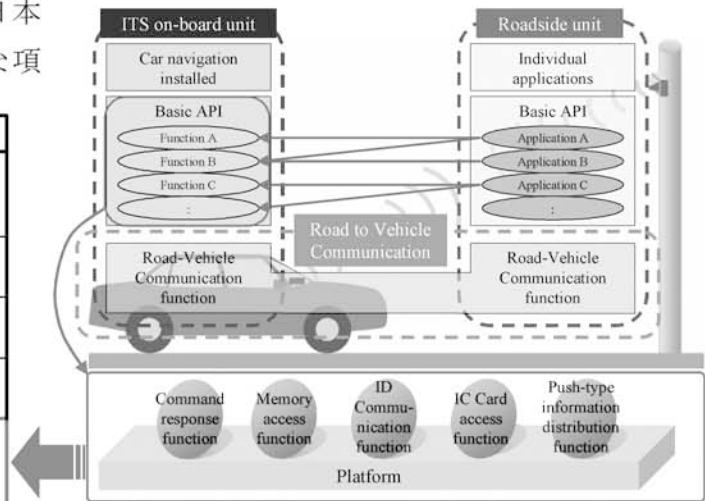 日本
な項
ITS on-board unit
Roadside unit
Car navigation
installed
Individual
applications
Basic API
Function A
Function B
Function C
:
Basic API
Application A
Application B
Application C
:
Road to Vehicle
Communication
Road-Vehicle
Communication
function
Road-Vehicle
Communication
function
Command
response
function
Memory
access
function
ID
Commu-
nication
function
IC Card
access
function
Push-type
information
distribution
function
Platform